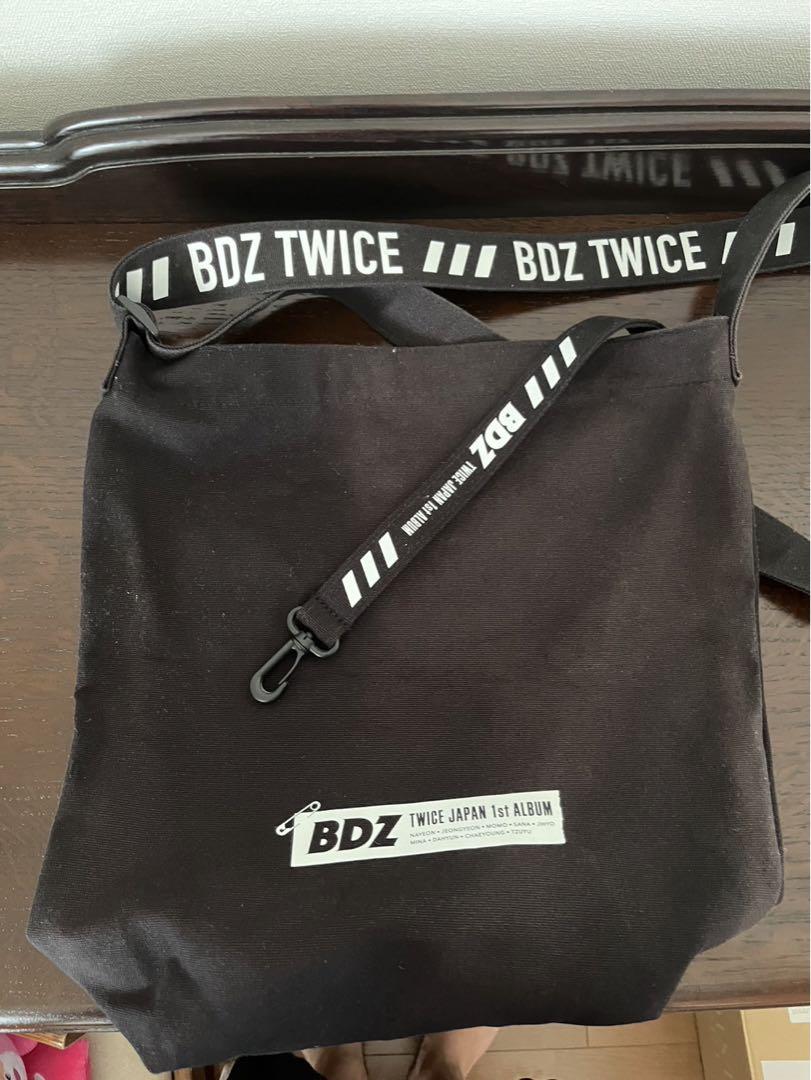 BDZ TWICE
BDZ TWICE /// BDZ TWICE //
BDZ
TWICE JAPAN 1st ALBUM
BDZ TWICE JAPAN 1st ALBUM
NAYEON • JEONGYEON • MOMO • SANA • JIHYO
MINA • DAHYUN • CHAEYOUNG • TZUYU